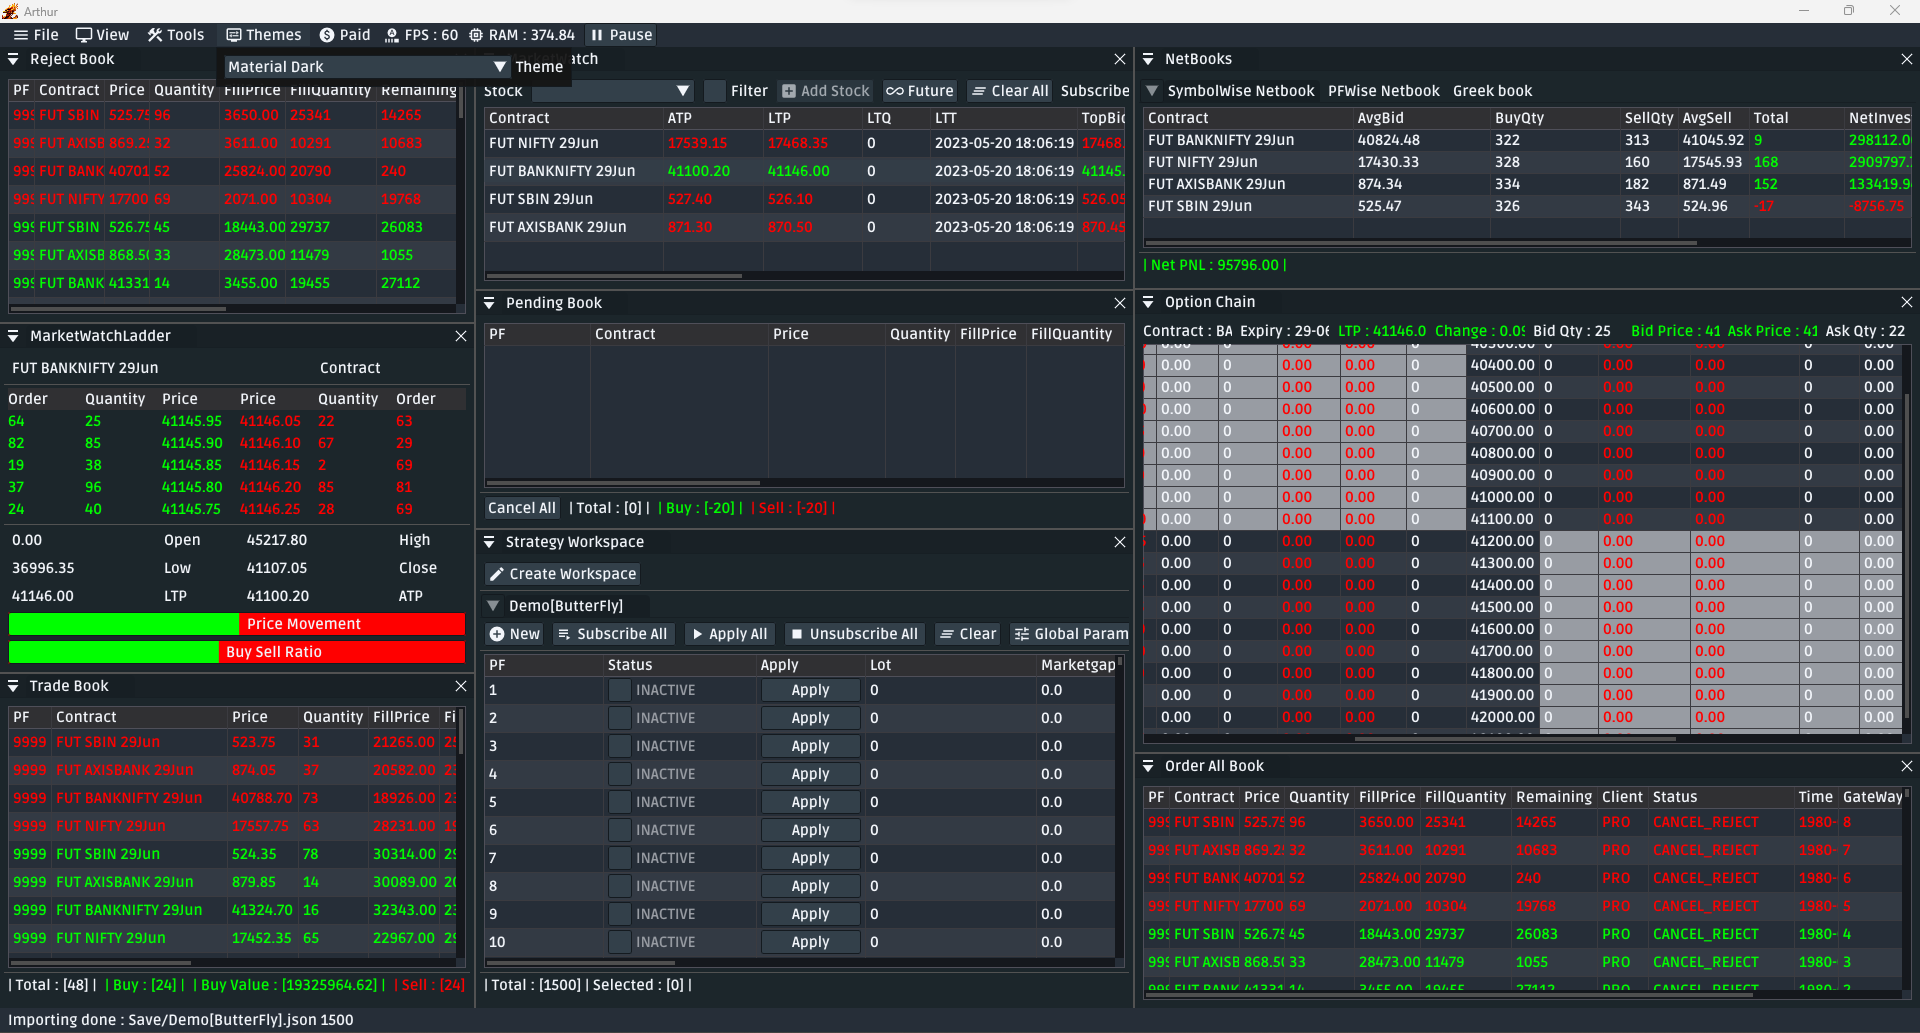 Arthur
File View Tools Themes Paid FPS : 60 RAM : 374.84 Pause
Material Dark Theme
Reject Book
PF Contract Price Quantity FillPrice FillQuantity Remaining
FUT SBIN 525.75 96 3650.00 25341 14265
32 3611.00 10291 10683
FUT BANK 40701 52 25824.00 20790 240
FUT NIFTY 17700 69 2071.00 10304 19768
FUT SBIN 526.75 45 18443.00 29737 26083
33 28473.00 11479 1055
FUT BANK 41331 14 3455.00 19455 27112
MarketWatchLadder
FUT BANKNIFTY 29Jun Contract
Order Quantity Price Price Quantity Order
64 25 41145.95 41146.05 22 63
82 85 41145.90 41146.10 67 29
19 38 41145.85 41146.15 2 69
37 96 41145.80 41146.20 85 81
24 40 41145.75 41146.25 28 69
0.00 Open 45217.80 High
36996.35 Low 41107.05 Close
41146.00 LTP 41100.20 ATP
Price Movement
Buy Sell Ratio
Trade Book
PF Contract Price Quantity FillPrice Fi
9999 FUT SBIN 29Jun 523.75 31 21265.00
9999 FUT AXISBANK 29Jun 874.05 37 20582.00
9999 FUT BANKNIFTY 29Jun 40788.70 73 18926.00
9999 FUT NIFTY 29Jun 17557.75 63 28231.00
9999 FUT SBIN 29Jun 524.35 78 30314.00
9999 FUT AXISBANK 29Jun 879.85 14 30089.00
9999 FUT BANKNIFTY 29Jun 41324.70 16 32343.00
9999 FUT NIFTY 29Jun 17452.35 65 22967.00
| Total : [48] | | Buy : [24] | | Buy Value : [19325964.62] | | Sell : [24]
Importing done : Save/Demo[ButterFly].json 1500
Stock Filter Add Stock Future Clear All Subscribe
Contract ATP LTP LTQ LTT TopBid
FUT NIFTY 29Jun 17539.15 17468.35 0 2023-05-20 18:06:19 17468.
FUT BANKNIFTY 29Jun 41100.20 41146.00 0 2023-05-20 18:06:19 41145.
FUT SBIN 29Jun 527.40 526.10 0 2023-05-20 18:06:19 526.05
FUT AXISBANK 29Jun 871.30 870.50 0 2023-05-20 18:06:19 870.45
Pending Book
PF Contract Price Quantity FillPrice FillQuantity
Cancel All | Total : [0] | | Buy : [-20] | | Sell : [-20] |
Strategy Workspace
Create Workspace
Demo[ButterFly]
New Subscribe All Apply All Unsubscribe All Clear Global Param
PF Status Apply Lot Marketgap
1 INACTIVE Apply 0 0.0
2 INACTIVE Apply 0 0.0
3 INACTIVE Apply 0 0.0
4 INACTIVE Apply 0 0.0
5 INACTIVE Apply 0 0.0
6 INACTIVE Apply 0 0.0
7 INACTIVE Apply 0 0.0
8 INACTIVE Apply 0 0.0
9 INACTIVE Apply 0 0.0
10 INACTIVE Apply 0 0.0
| Total : [1500] | Selected : [0] |
NetBooks
SymbolWise Netbook PFWise Netbook Greek book
Contract AvgBid BuyQty SellQty AvgSell Total NetInves
FUT BANKNIFTY 29Jun 40824.48 322 313 41045.92 9 298112.0
FUT NIFTY 29Jun 17430.33 328 160 17545.93 168 2909797.
FUT AXISBANK 29Jun 874.34 334 182 871.49 152 133419.9
FUT SBIN 29Jun 525.47 326 343 524.96 -17 -8756.75
| Net PNL : 95796.00 |
Option Chain
Contract : BA Expiry : 29-06 LTP : 41146.0 Change : 0.09 Bid Qty : 25 Bid Price : 41 Ask Price : 41 Ask Qty : 22
0.00 0 0.00 0.00 0 40400.00 0 0.00 0.00 0 0.00
0.00 0 0.00 0.00 0 40500.00 0 0.00 0.00 0 0.00
0.00 0 0.00 0.00 0 40600.00 0 0.00 0.00 0 0.00
0.00 0 0.00 0.00 0 40700.00 0 0.00 0.00 0 0.00
0.00 0 0.00 0.00 0 40800.00 0 0.00 0.00 0 0.00
0.00 0 0.00 0.00 0 40900.00 0 0.00 0.00 0 0.00
0.00 0 0.00 0.00 0 41000.00 0 0.00 0.00 0 0.00
0.00 0 0.00 0.00 0 41100.00 0 0.00 0.00 0 0.00
0.00 0 0.00 0.00 0 41200.00 0 0.00 0.00 0 0.00
0.00 0 0.00 0.00 0 41300.00 0 0.00 0.00 0 0.00
0.00 0 0.00 0.00 0 41400.00 0 0.00 0.00 0 0.00
0.00 0 0.00 0.00 0 41500.00 0 0.00 0.00 0 0.00
0.00 0 0.00 0.00 0 41600.00 0 0.00 0.00 0 0.00
0.00 0 0.00 0.00 0 41700.00 0 0.00 0.00 0 0.00
0.00 0 0.00 0.00 0 41800.00 0 0.00 0.00 0 0.00
0.00 0 0.00 0.00 0 41900.00 0 0.00 0.00 0 0.00
0.00 0 0.00 0.00 0 42000.00 0 0.00 0.00 0 0.00
Order All Book
PF Contract Price Quantity FillPrice FillQuantity Remaining Client Status Time GateWay
999 FUT SBIN 525.75 96 3650.00 25341 14265 PRO CANCEL_REJECT 1980- 8
999 FUT AXISB 869.25 32 3611.00 10291 10683 PRO CANCEL_REJECT 1980- 7
999 FUT BANK 40701 52 25824.00 20790 240 PRO CANCEL_REJECT 1980- 6
999 FUT NIFTY 17700 69 2071.00 10304 19768 PRO CANCEL_REJECT 1980- 5
999 FUT SBIN 526.75 45 18443.00 29737 26083 PRO CANCEL_REJECT 1980- 4
999 FUT AXISB 868.50 33 28473.00 11479 1055 PRO CANCEL_REJECT 1980- 3